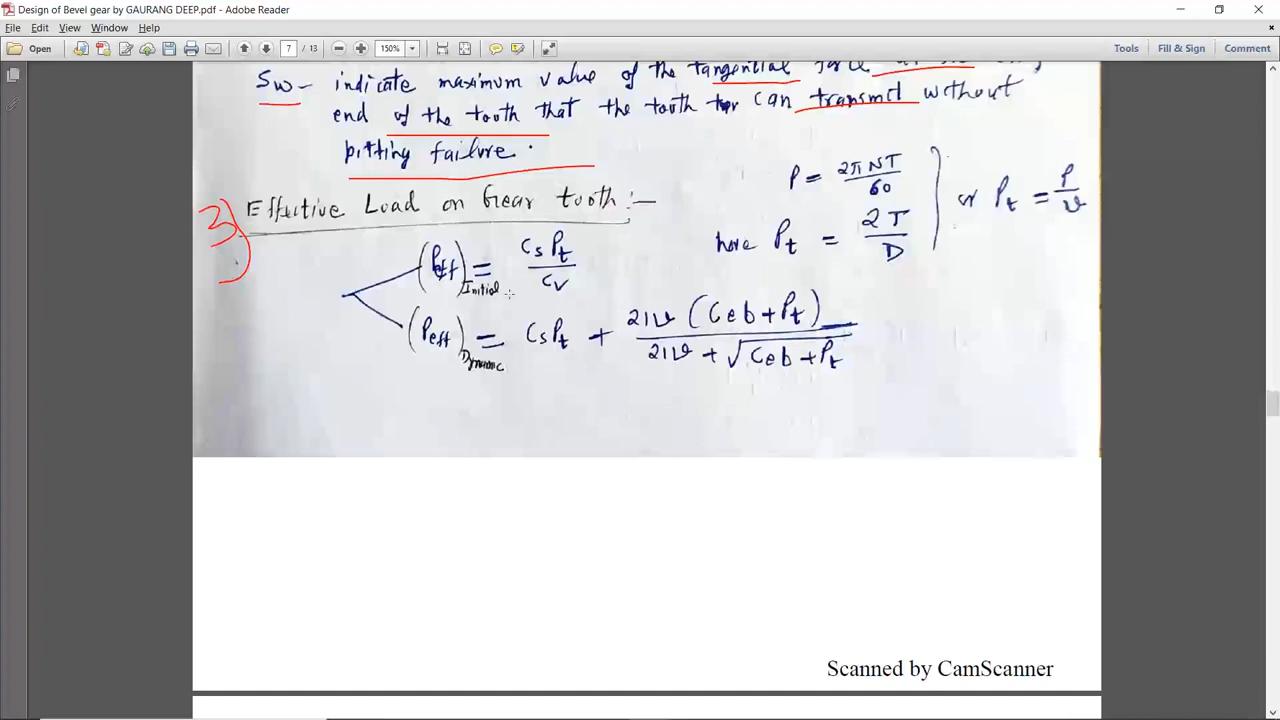 Design of Bevel gear by GAURANG DEEP.pdf - Adobe Reader
File Edit View Window Help
Open 7 / 13 150% Tools Fill & Sign Comment
Sw - indicate maximum value of the tangential force at the
end of the tooth that the tooth can transmit without
pitting failure.
P = 2πNT/60
3) Effective Load on Gear tooth :-
here Pt = 2T/D or Pt = P/v
(Peff)Initial = CsPt/Cv
(Peff)Dynamic = CsPt + 21v (Ceb + Pt) / 21v + √Ceb + Pt
Scanned by CamScanner